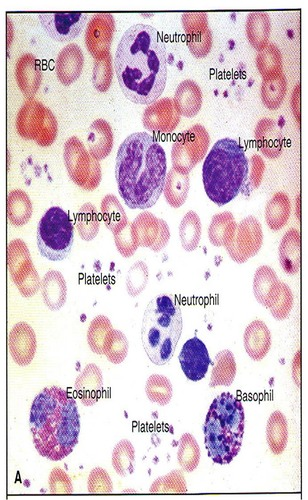 Neutrophil
RBC
Platelets
Monocyte
Lymphocyte
Lymphocyte
Platelets
Neutrophil
Eosinophil
Basophil
Platelets
A